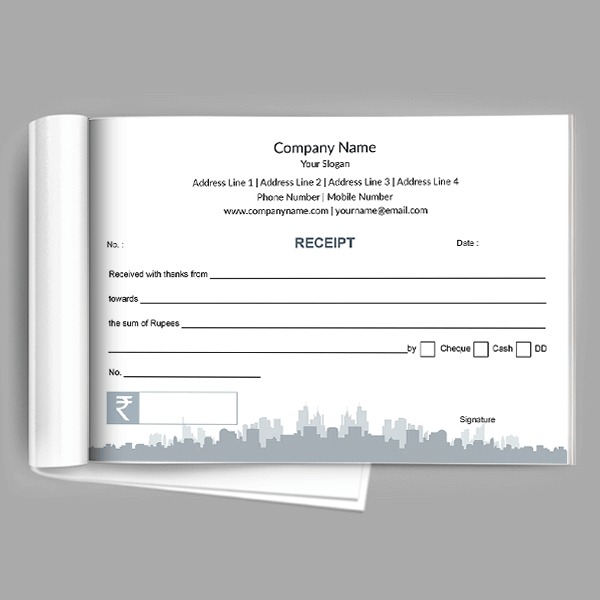 Company Name
Your Slogan
Address Line 1 | Address Line 2 | Address Line 3 | Address Line 4
Phone Number | Mobile Number
www.companyname.com | yourname@email.com
No. : RECEIPT Date :
Received with thanks from
towards
the sum of Rupees
by Cheque Cash DD
No.
₹
Signature